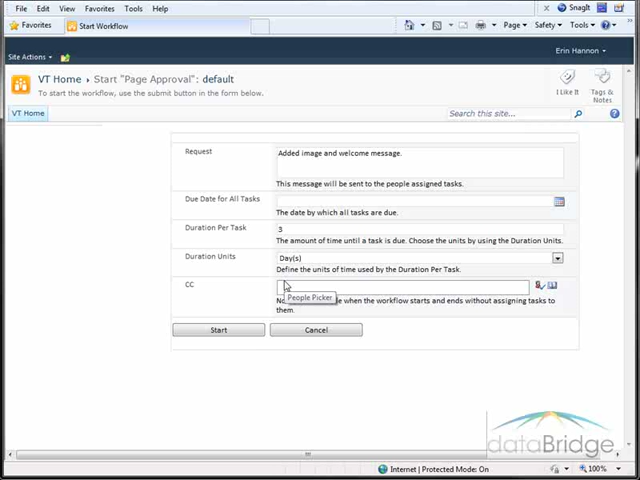 File Edit View Favorites Tools Help SnagIt
Favorites Start Workflow Page Safety Tools
Erin Hannon
Site Actions
VT Home Start "Page Approval": default
To start the workflow, use the submit button in the form below.
I Like It Tags & Notes
VT Home Search this site...
Request Added image and welcome message.
This message will be sent to the people assigned tasks.
Due Date for All Tasks
The date by which all tasks are due.
Duration Per Task 3
The amount of time until a task is due. Choose the units by using the Duration Units.
Duration Units Day(s)
Define the units of time used by the Duration Per Task.
CC
People Picker
when the workflow starts and ends without assigning tasks to
them.
Start Cancel
dataBridge
Internet | Protected Mode: On 100%